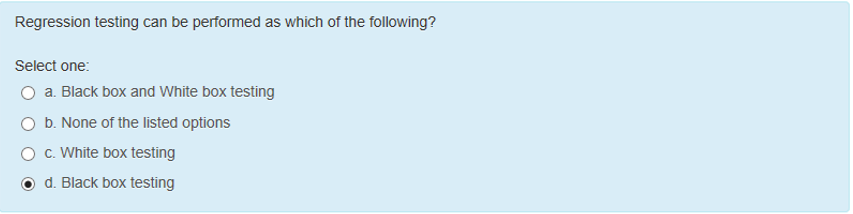 Regression testing can be performed as which of the following?
Select one:
a. Black box and White box testing
b. None of the listed options
c. White box testing
d. Black box testing